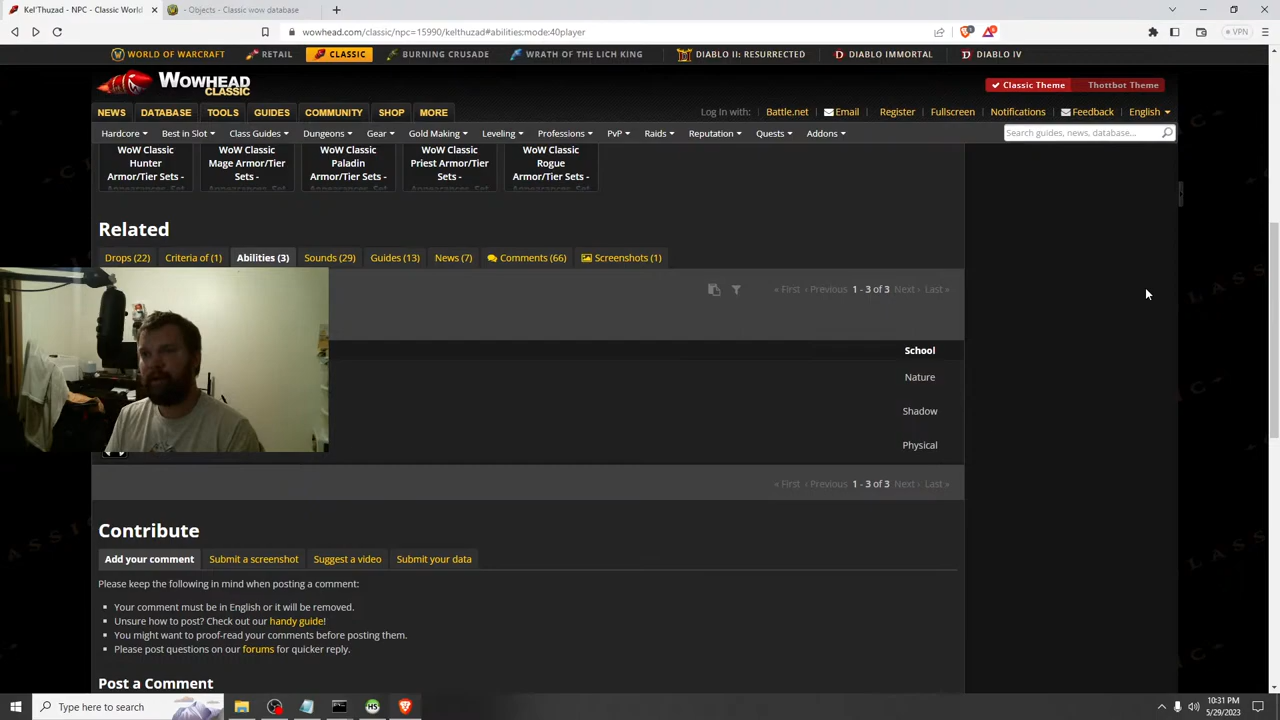 Kel'Thuzad - NPC - Classic World
- Objects - Classic wow database
wowhead.com/classic/npc=15990/kelthuzad#abilities:mode:40player
VPN
WORLD OF WARCRAFT
RETAIL
CLASSIC
BURNING CRUSADE
WRATH OF THE LICH KING
DIABLO II: RESURRECTED
DIABLO IMMORTAL
DIABLO IV
WOWHEAD
CLASSIC
Classic Theme
Thottbot Theme
NEWS
DATABASE
TOOLS
GUIDES
COMMUNITY
SHOP
MORE
Log In with:
Battle.net
Email
Register
Fullscreen
Notifications
Feedback
English
Hardcore
Best in Slot
Class Guides
Dungeons
Gear
Gold Making
Leveling
Professions
PvP
Raids
Reputation
Quests
Addons
Search guides, news, database...
WoW Classic
Hunter
Armor/Tier
Sets -
WoW Classic
Mage Armor/Tier
Sets -
WoW Classic
Paladin
Armor/Tier Sets -
WoW Classic
Priest Armor/Tier
Sets -
WoW Classic
Rogue
Armor/Tier Sets -
Related
Drops (22)
Criteria of (1)
Abilities (3)
Sounds (29)
Guides (13)
News (7)
Comments (66)
Screenshots (1)
« First ‹ Previous 1 - 3 of 3 Next › Last »
School
Nature
Shadow
Physical
« First ‹ Previous 1 - 3 of 3 Next › Last »
Contribute
Add your comment
Submit a screenshot
Suggest a video
Submit your data
Please keep the following in mind when posting a comment:
Your comment must be in English or it will be removed.
Unsure how to post? Check out our handy guide!
You might want to proof-read your comments before posting them.
Please post questions on our forums for quicker reply.
Post a Comment
Type here to search
10:31 PM
5/29/2023